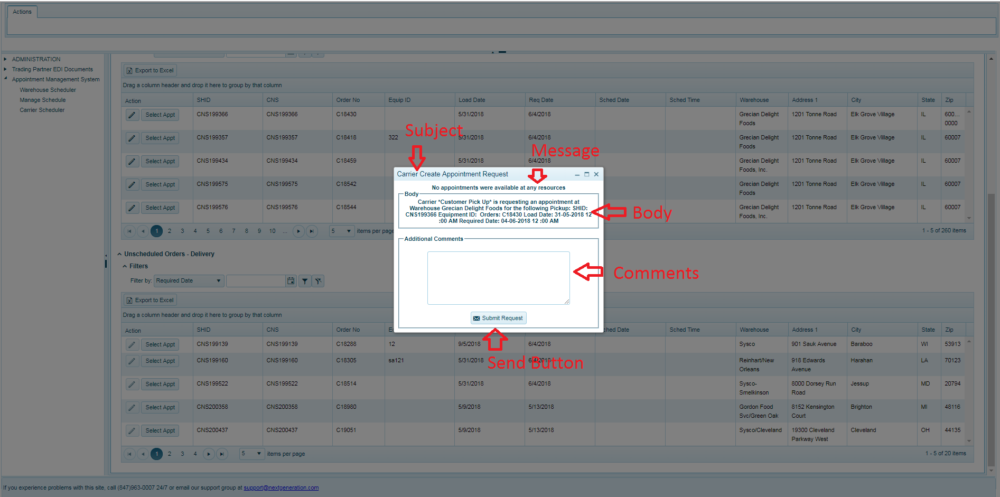 Actions
ADMINISTRATION
Trading Partner EDI Documents
Appointment Management System
Warehouse Scheduler
Manage Schedule
Carrier Scheduler
Export to Excel
Drag a column header and drop it here to group by that column
Action SHID CNS Order No Equip ID Load Date Req Date Sched Date Sched Time Warehouse Address 1 City State Zip
Select Appt CNS199366 CNS199366 C18430 5/31/2018 6/4/2018 Grecian Delight Foods 1201 Tonne Road Elk Grove Village IL 600... 0000
Select Appt CNS199357 CNS199357 C18418 322 5/31/2018 6/4/2018 Grecian Delight Foods 1201 Tonne Road Elk Grove Village IL 60007
Select Appt CNS199434 CNS199434 C18459 5/31/2018 6/4/2018 Grecian Delight Foods, Inc. 1201 Tonne Road Elk Grove Village IL 60007
Select Appt CNS199575 CNS199575 C18542 Grecian Delight Foods 1201 Tonne Road Elk Grove Village IL 60007
Select Appt CNS199576 CNS199576 C18544 Grecian Delight Foods, Inc. 1201 Tonne Road Elk Grove Village IL 60007
1 2 3 4 5 6 7 8 9 10 ... 5 items per page 1 - 5 of 260 items
Subject
Message
Carrier Create Appointment Request
No appointments were available at any resources
Body
Carrier *Customer Pick Up* is requesting an appointment at
Warehouse Grecian Delight Foods for the following Pickup: SHID:
CNS199366 Equipment ID: Orders: C18430 Load Date: 31-05-2018 12
:00 AM Required Date: 04-06-2018 12 :00 AM
Body
Additional Comments
Comments
Submit Request
Send Button
Unscheduled Orders - Delivery
Filters
Filter by: Required Date
Export to Excel
Drag a column header and drop it here to group by that column
Action SHID CNS Order No ched Date Sched Time Warehouse Address 1 City State Zip
Select Appt CNS199139 CNS199139 C18288 12 9/5/2018 6/4/2018 Sysco 901 Sauk Avenue Baraboo WI 53913
Select Appt CNS199160 CNS199160 C18305 sa121 5/31/2018 6/4/2018 Reinhart/New Orleans 918 Edwards Avenue Harahan LA 70123
Select Appt CNS199522 CNS199522 C18514 5/31/2018 6/4/2018 Sysco-Smelkinson 8000 Dorsey Run Road Jessup MD 20794
Select Appt CNS200358 CNS200358 C18980 5/9/2018 5/13/2018 Gordon Food Svc/Green Oak 8152 Kensington Court Brighton MI 48116
Select Appt CNS200437 CNS200437 C19051 5/9/2018 5/13/2018 Sysco/Cleveland 19300 Cleveland Parkway West Cleveland OH 44135
1 2 3 4 5 items per page 1 - 5 of 20 items
If you experience problems with this site, call (847)963-0007 24/7 or email our support group at support@nextgeneration.com